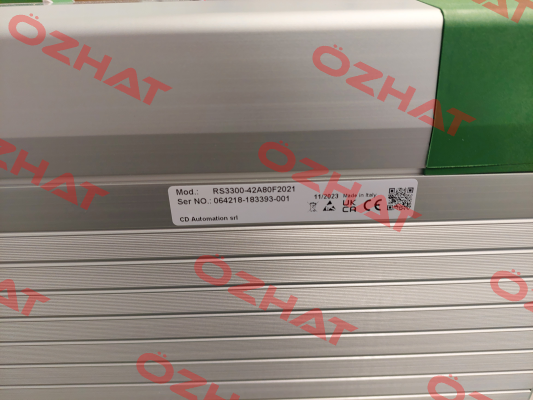 ÖZHAT
ÖZHAT
ÖZHAT
Mod.: RS3300-42A80F2021
Ser NO.: 064218-183393-001
11/2023 Made in Italy
UK
CA CE
CD Automation srl
ÖZHAT
ÖZHAT
ÖZHAT
ÖZHAT
ÖZHAT